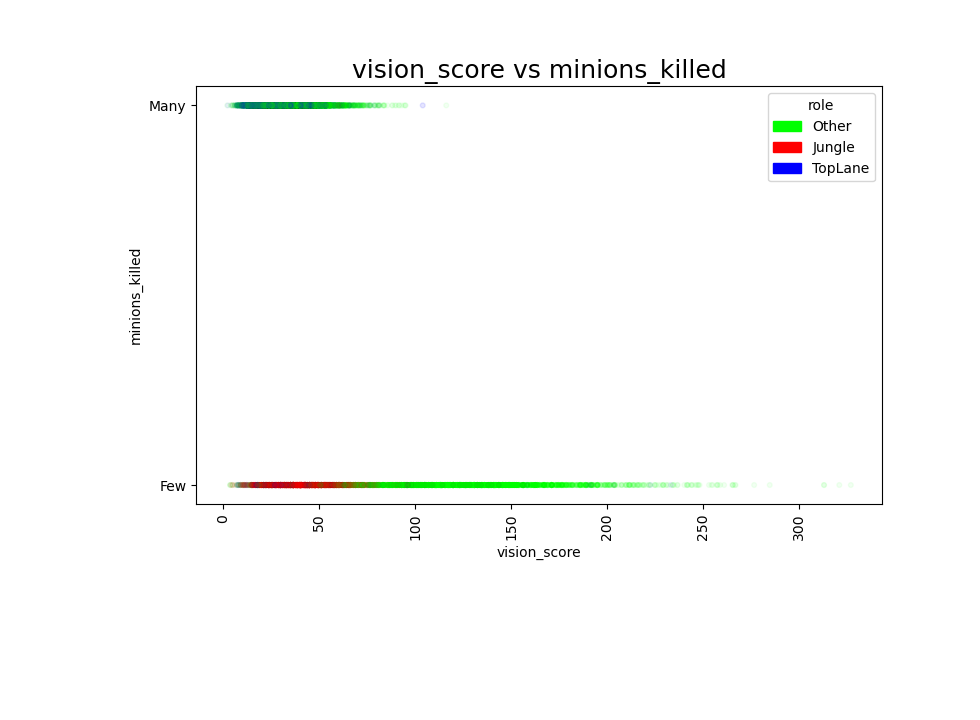 vision_score vs minions_killed
Many
role
Other
Jungle
TopLane
minions_killed
Few
0
50
100
150
200
250
300
vision_score